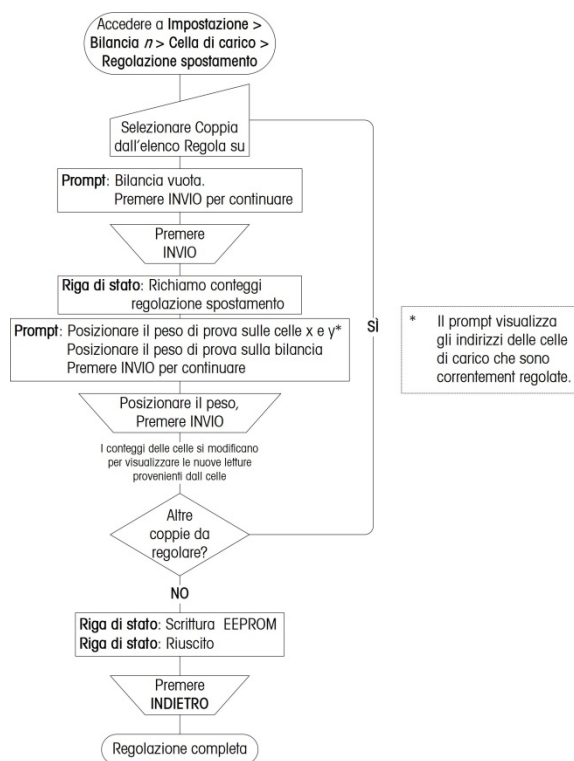 Accedere a Impostazione >
Bilancia n > Cella di carico >
Regolazione spostamento
Selezionare Coppia
dall'elenco Regola su
Prompt: Bilancia vuota.
Premere INVIO per continuare
Premere
INVIO
Riga di stato: Richiamo conteggi
regolazione spostamento
Prompt: Posizionare il peso di prova sulle celle x e y*
Posizionare il peso di prova sulla bilancia
Premere INVIO per continuare
SÌ
* Il prompt visualizza
gli indirizzi delle celle
di carico che sono
correntement regolate.
Posizionare il peso,
Premere INVIO
I conteggi delle celle si modificano
per visualizzare le nuove letture
provenienti dall celle
Altre
coppie da
regolare?
NO
Riga di stato: Scrittura EEPROM
Riga di stato: Riuscito
Premere
INDIETRO
Regolazione completa